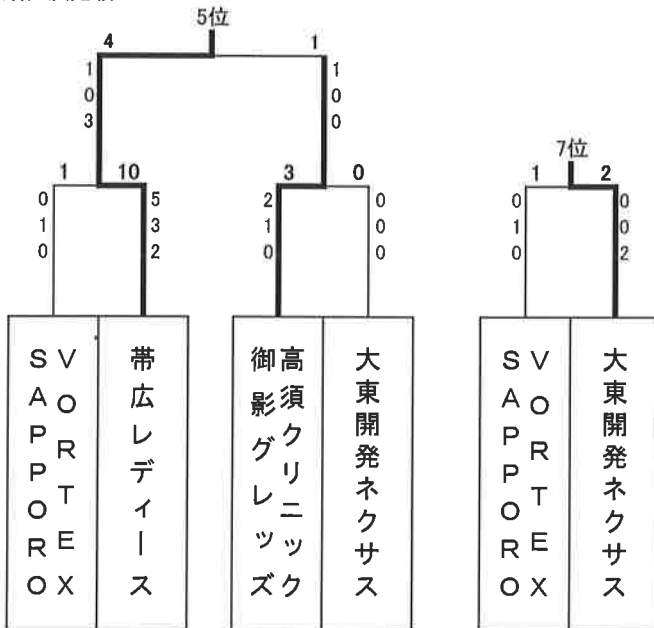 5位
4 1
1 1
0 0
3 0
1 10 3 0
0 5 2 0
1 3 1 0
0 2 0 0
7位
1 2
0 0
1 0
0 2
VORTEX
SAPPORO
帯広レディース
高須クリニック
御影グレッズ
大東開発ネクサス
VORTEX
SAPPORO
大東開発ネクサス